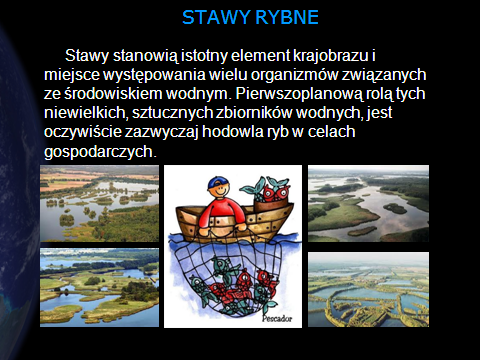 STAWY RYBNE
Stawy stanowią istotny element krajobrazu i
miejsce występowania wielu organizmów związanych
ze środowiskiem wodnym. Pierwszoplanową rolą tych
niewielkich, sztucznych zbiorników wodnych, jest
oczywiście zazwyczaj hodowla ryb w celach
gospodarczych.
Pescador